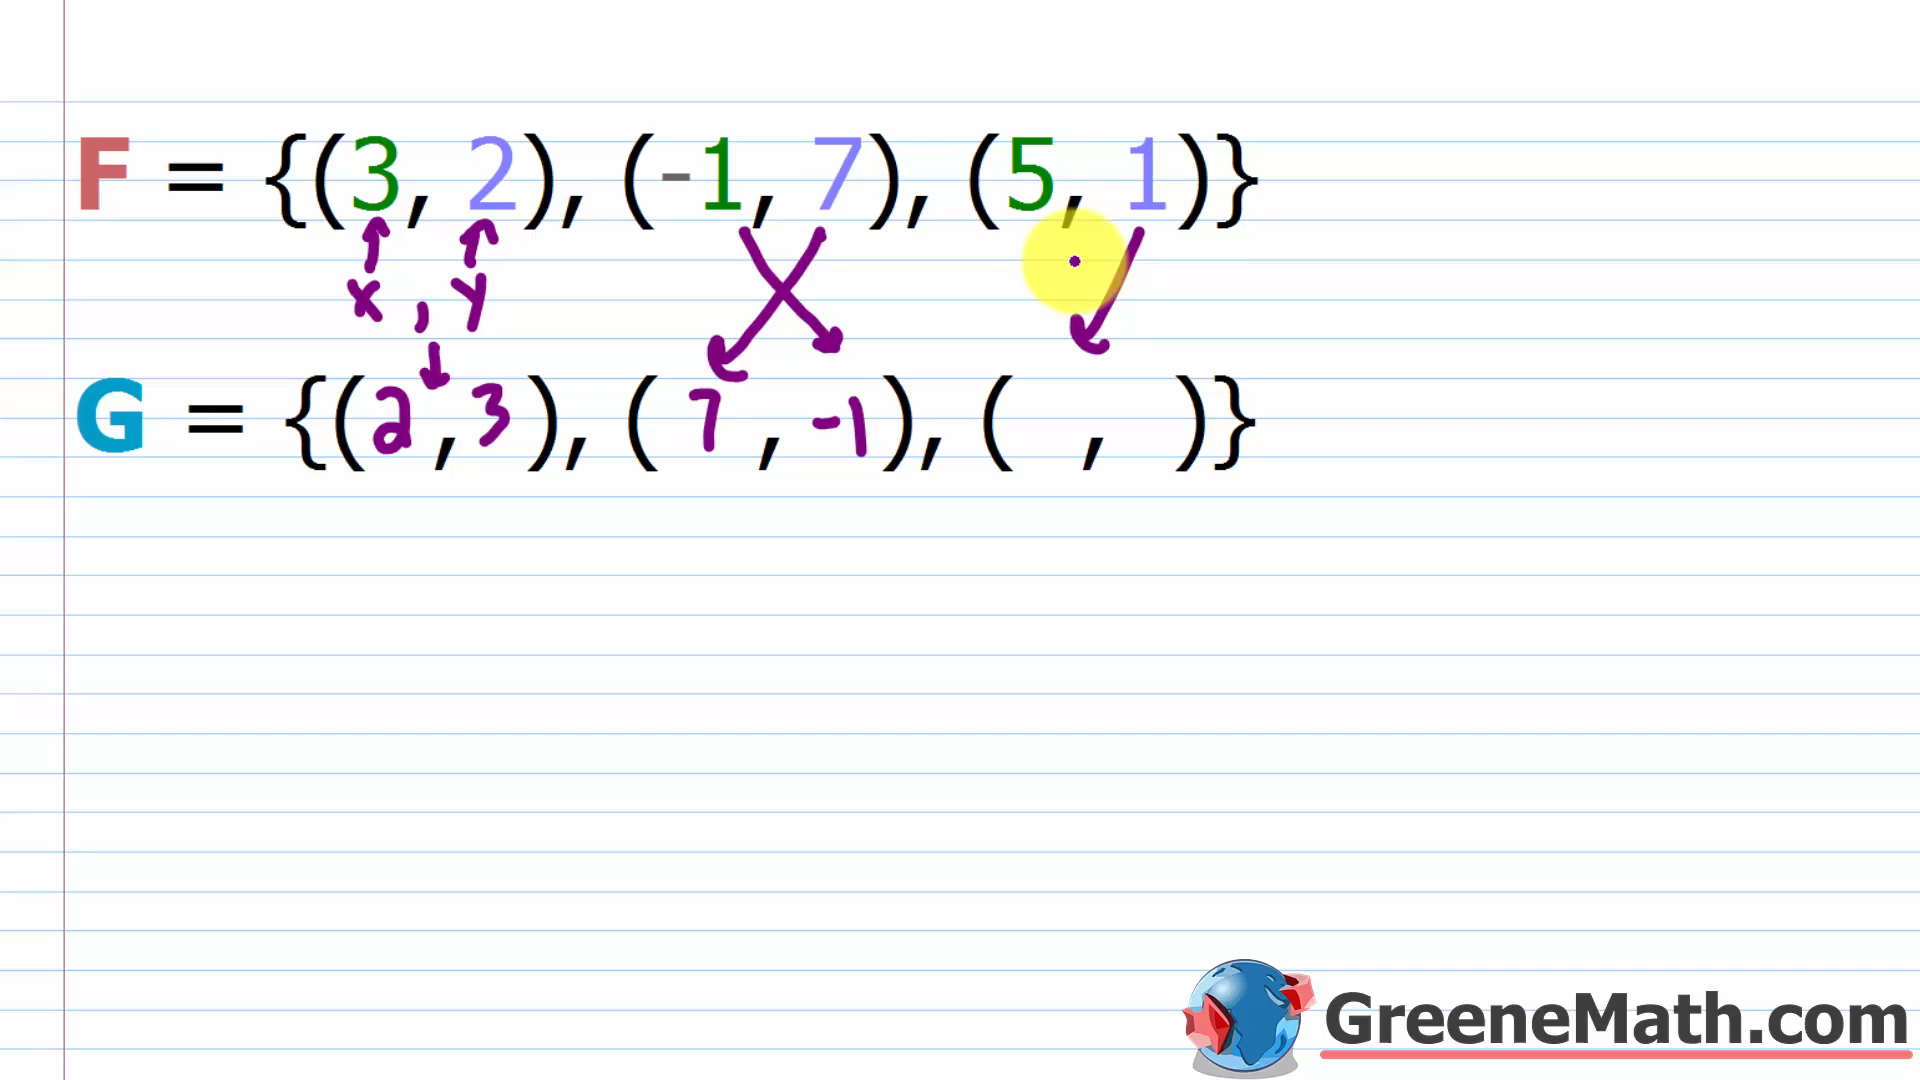 F = {(3, 2), (-1, 7), (5, 1)}
x, y
G = {(2, 3), (7, -1), ( , )}
GreeneMath.com